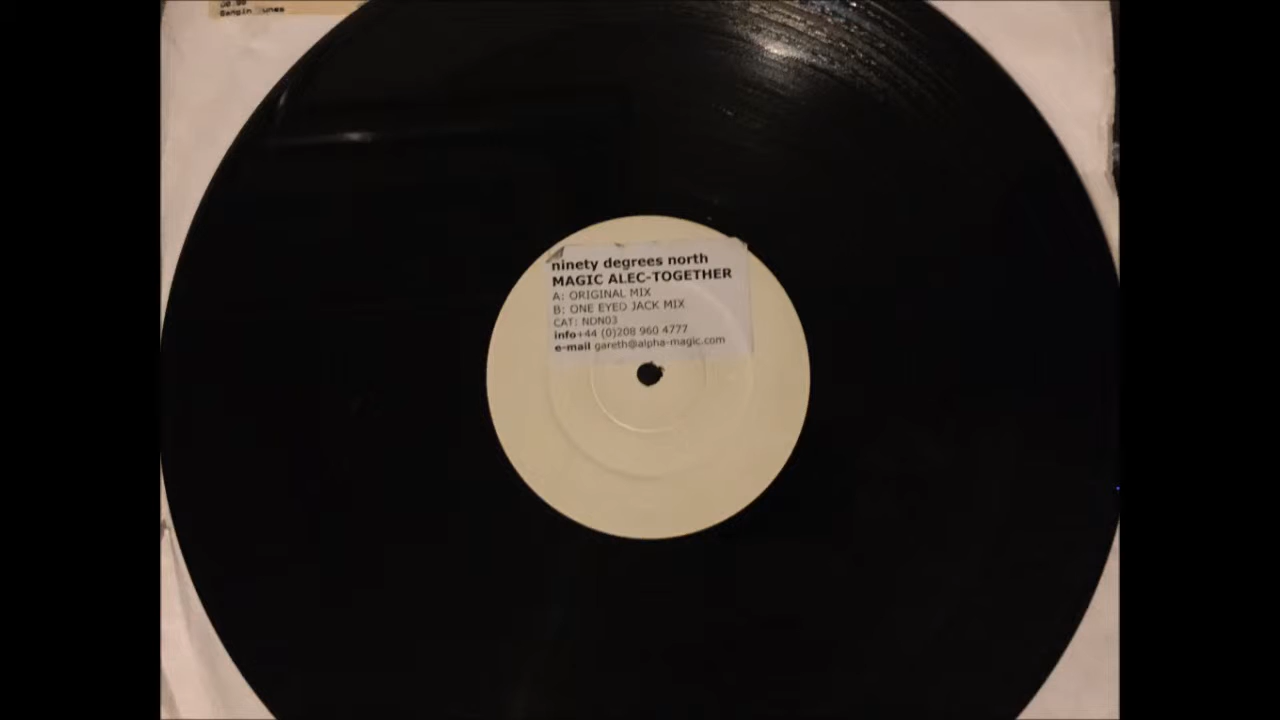 ninety degrees north
MAGIC ALEC-TOGETHER
A: ORIGINAL MIX
B: ONE EYED JACK MIX
CAT: NDN03
info+44 (0)208 960 4777
e-mail gareth@alpha-magic.com